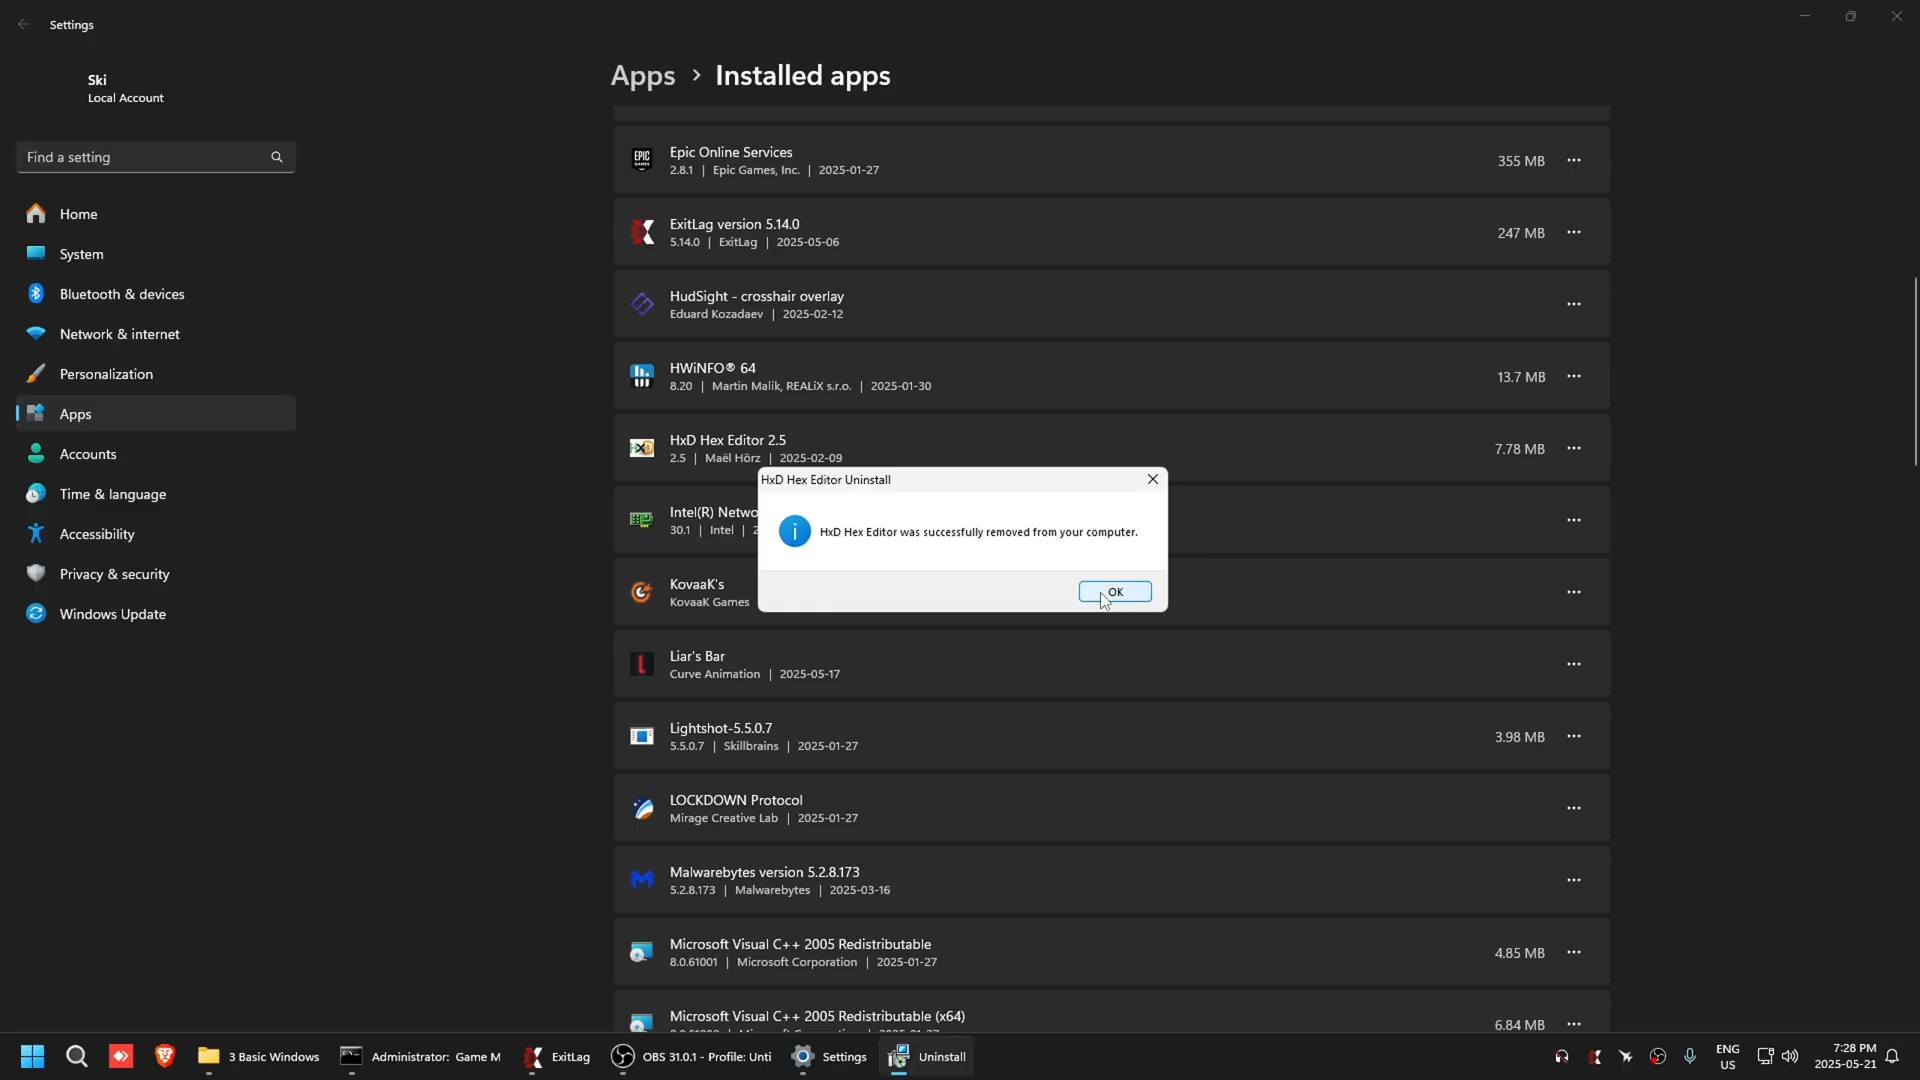 Settings
Ski
Local Account
Find a setting
Home
System
Bluetooth & devices
Network & internet
Personalization
Apps
Accounts
Time & language
Accessibility
Privacy & security
Windows Update
Apps > Installed apps
EPIC GAMES
Epic Online Services
2.8.1 | Epic Games, Inc. | 2025-01-27
355 MB
ExitLag version 5.14.0
5.14.0 | ExitLag | 2025-05-06
247 MB
HudSight - crosshair overlay
Eduard Kozadaev | 2025-02-12
HWiNFO® 64
8.20 | Martin Malik, REALiX s.r.o. | 2025-01-30
13.7 MB
HxD Hex Editor 2.5
2.5 | Maël Hörz | 2025-02-09
7.78 MB
Intel(R) Netwo
30.1 | Intel | 2
KovaaK's
KovaaK Games
HxD Hex Editor Uninstall
HxD Hex Editor was successfully removed from your computer.
OK
Liar's Bar
Curve Animation | 2025-05-17
Lightshot-5.5.0.7
5.5.0.7 | Skillbrains | 2025-01-27
3.98 MB
LOCKDOWN Protocol
Mirage Creative Lab | 2025-01-27
Malwarebytes version 5.2.8.173
5.2.8.173 | Malwarebytes | 2025-03-16
Microsoft Visual C++ 2005 Redistributable
8.0.61001 | Microsoft Corporation | 2025-01-27
4.85 MB
Microsoft Visual C++ 2005 Redistributable (x64)
6.84 MB
3 Basic Windows
Administrator: Game M
ExitLag
OBS 31.0.1 - Profile: Unti
Settings
Uninstall
ENG
US
7:28 PM
2025-05-21